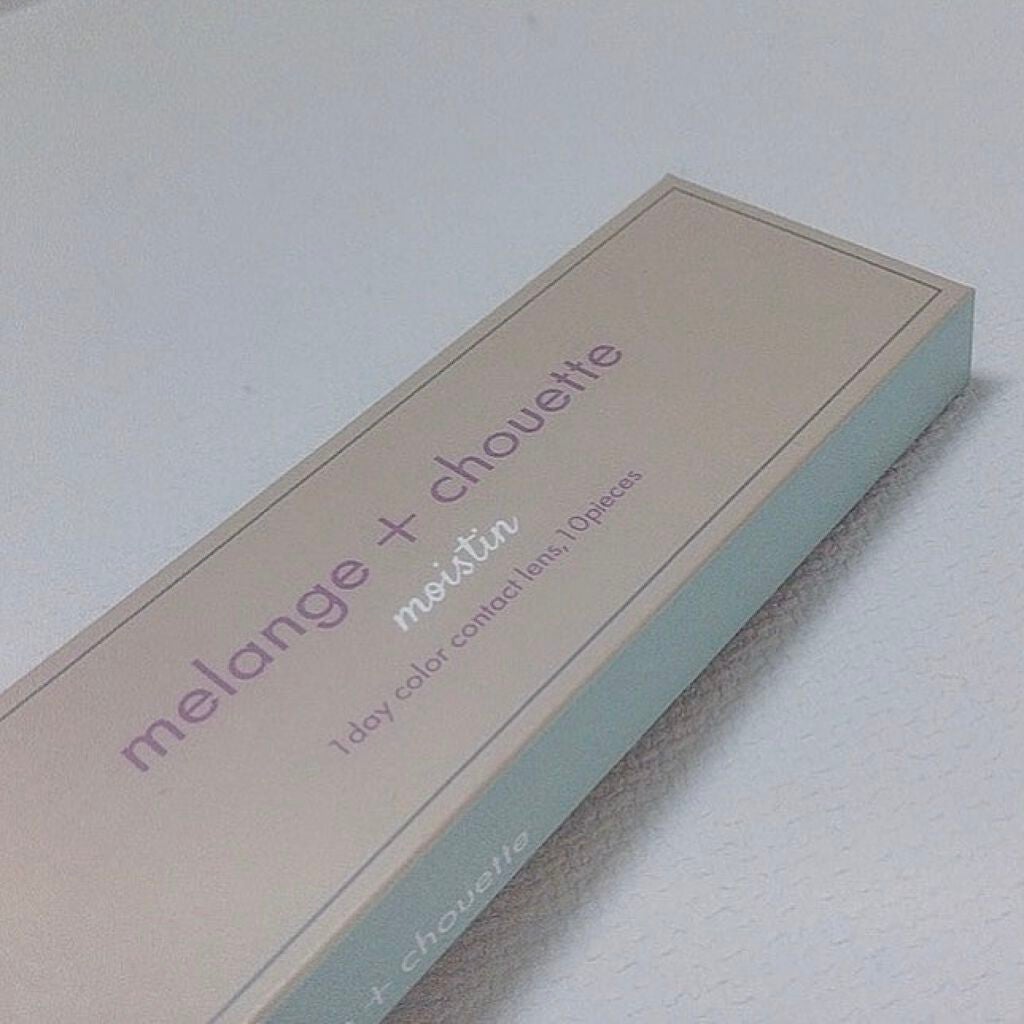 melange + chouette
moistin
1day color contact lens,10pieces
+ chouette